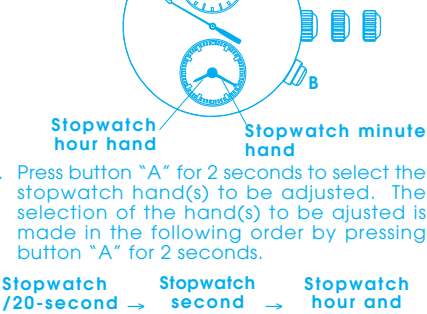 B
Stopwatch hour hand
Stopwatch minute hand
. Press button “A” for 2 seconds to select the
stopwatch hand(s) to be adjusted. The
selection of the hand(s) to be ajusted is
made in the following order by pressing
button “A” for 2 seconds.
Stopwatch Stopwatch Stopwatch
/20-second → second → hour and